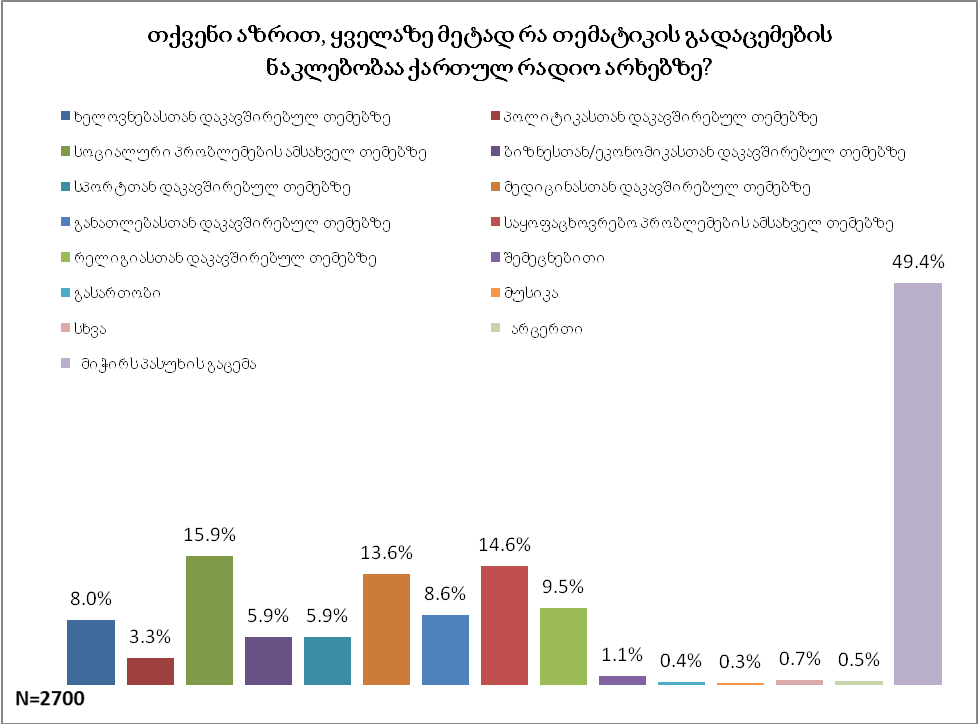 თქვენი აზრით, ყველაზე მეტად რა თემატიკის გადაცემების
ნაკლებობაა ქართულ რადიო არხებზე?
ხელოვნებასთან დაკავშირებულ თემებზე
პოლიტიკასთან დაკავშირებულ თემებზე
სოციალური პრობლემების ამსახველ თემებზე
ბიზნესთან/ეკონომიკასთან დაკავშირებულ თემებზე
სპორტთან დაკავშირებულ თემებზე
მედიცინასთან დაკავშირებულ თემებზე
განათლებასთან დაკავშირებულ თემებზე
საყოფაცხოვრებო პრობლემების ამსახველ თემებზე
რელიგიასთან დაკავშირებულ თემებზე
შემეცნებითი
გასართობი
მუსიკა
სხვა
არცერთი
მიჭირს პასუხის გაცემა
8.0%
3.3%
15.9%
5.9%
5.9%
13.6%
8.6%
14.6%
9.5%
1.1%
0.4%
0.3%
0.7%
0.5%
49.4%
N=2700